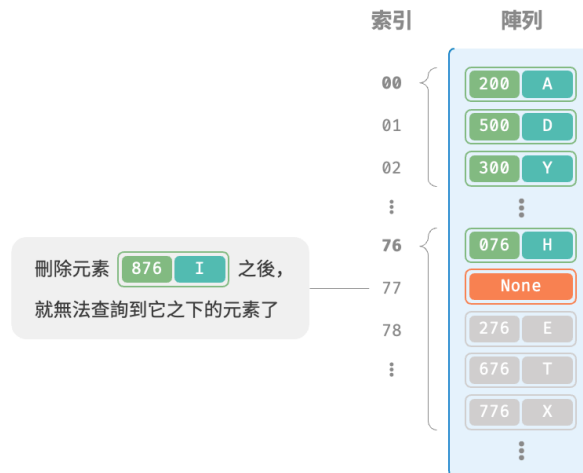 索引 陣列
00 200 A
01 500 D
02 300 Y
76 076 H
刪除元素 876 I 之後，
就無法查詢到它之下的元素了
77 None
78 276 E
676 T
776 X